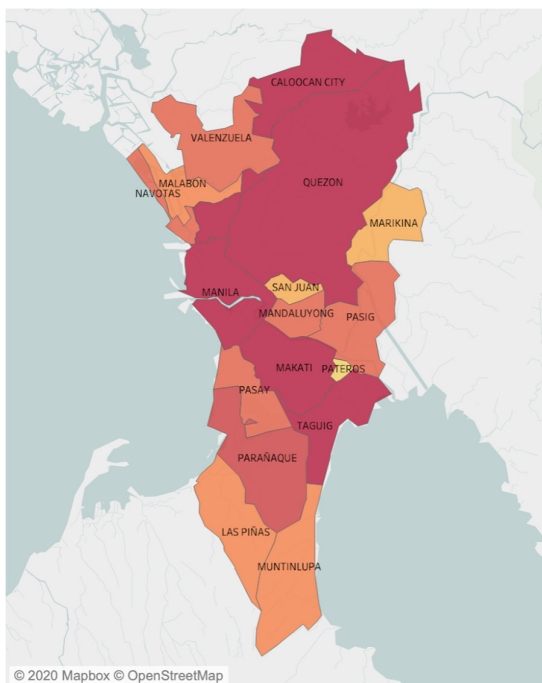 CALOOCAN CITY
VALENZUELA
QUEZON
MALABON
NAVOTAS
MARIKINA
SAN JUAN
MANILA
MANDALUYONG
PASIG
MAKATI
PATEROS
PASAY
TAGUIG
PARAÑAQUE
LAS PIÑAS
MUNTINLUPA
© 2020 Mapbox © OpenStreetMap